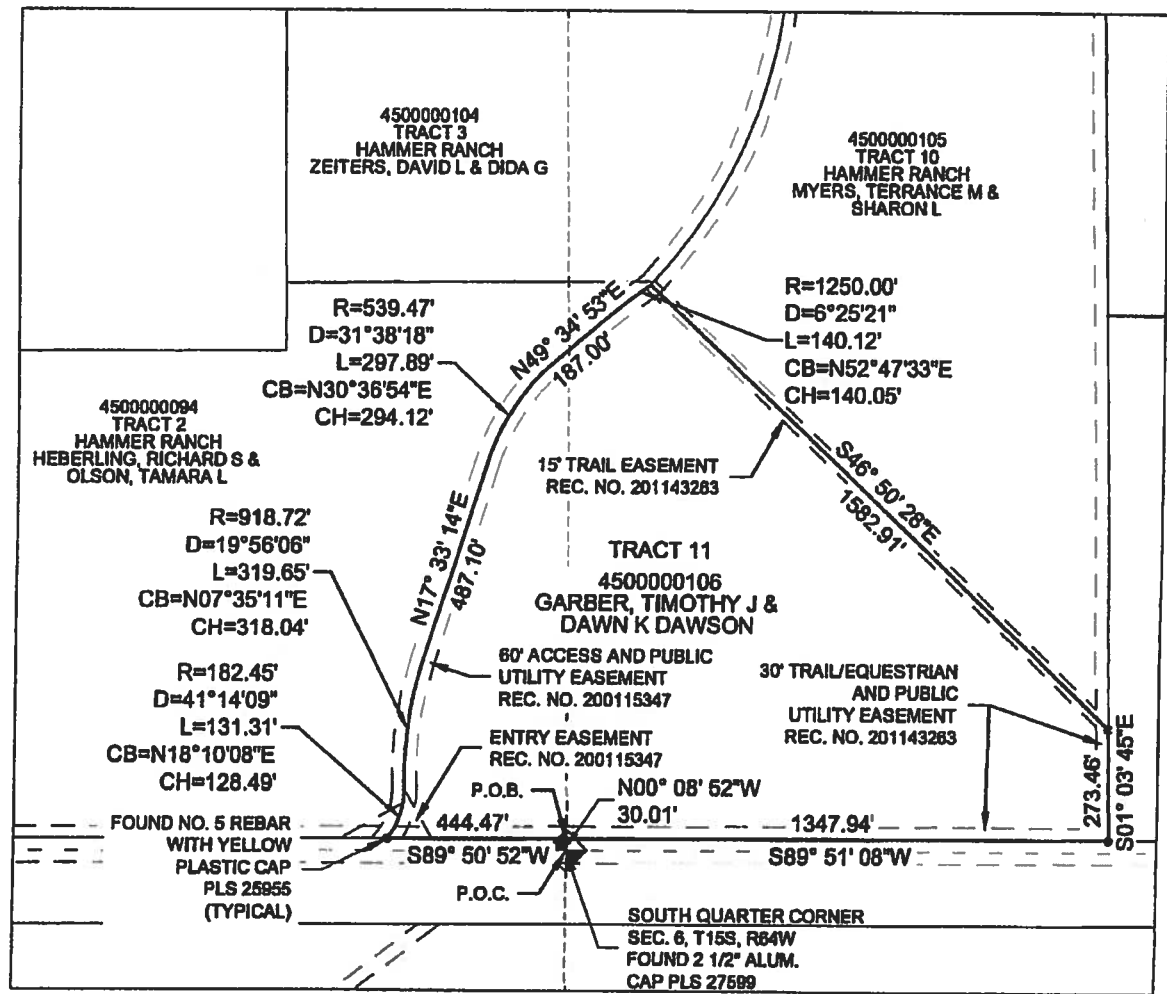 4500000104
TRACT 3
HAMMER RANCH
ZEITERS, DAVID L & DIDA G
4500000105
TRACT 10
HAMMER RANCH
MYERS, TERRANCE M &
SHARON L
R=539.47'
D=31°38'18"
L=297.89'
CB=N30°36'54"E
CH=294.12'
N49° 34' 53"E
187.00'
R=1250.00'
D=6°25'21"
L=140.12'
CB=N52°47'33"E
CH=140.05'
4500000094
TRACT 2
HAMMER RANCH
HEBERLING, RICHARD S &
OLSON, TAMARA L
15' TRAIL EASEMENT
REC. NO. 201143263
S46° 50' 28"E
1582.91'
R=918.72'
D=19°56'06"
L=319.65'
CB=N07°35'11"E
CH=318.04'
N17° 33' 14"E
487.10'
TRACT 11
4500000106
GARBER, TIMOTHY J &
DAWN K DAWSON
60' ACCESS AND PUBLIC
UTILITY EASEMENT
REC. NO. 200115347
30' TRAIL/EQUESTRIAN
AND PUBLIC
UTILITY EASEMENT
REC. NO. 201143263
R=182.45'
D=41°14'09"
L=131.31'
CB=N18°10'08"E
CH=128.49'
ENTRY EASEMENT
REC. NO. 200115347
P.O.B.
N00° 08' 52"W
30.01'
273.46'
S01° 03' 45"E
FOUND NO. 5 REBAR
WITH YELLOW
PLASTIC CAP
PLS 25955
(TYPICAL)
444.47'
S89° 50' 52"W
1347.94'
S89° 51' 08"W
P.O.C.
SOUTH QUARTER CORNER
SEC. 6, T15S, R64W
FOUND 2 1/2" ALUM.
CAP PLS 27599